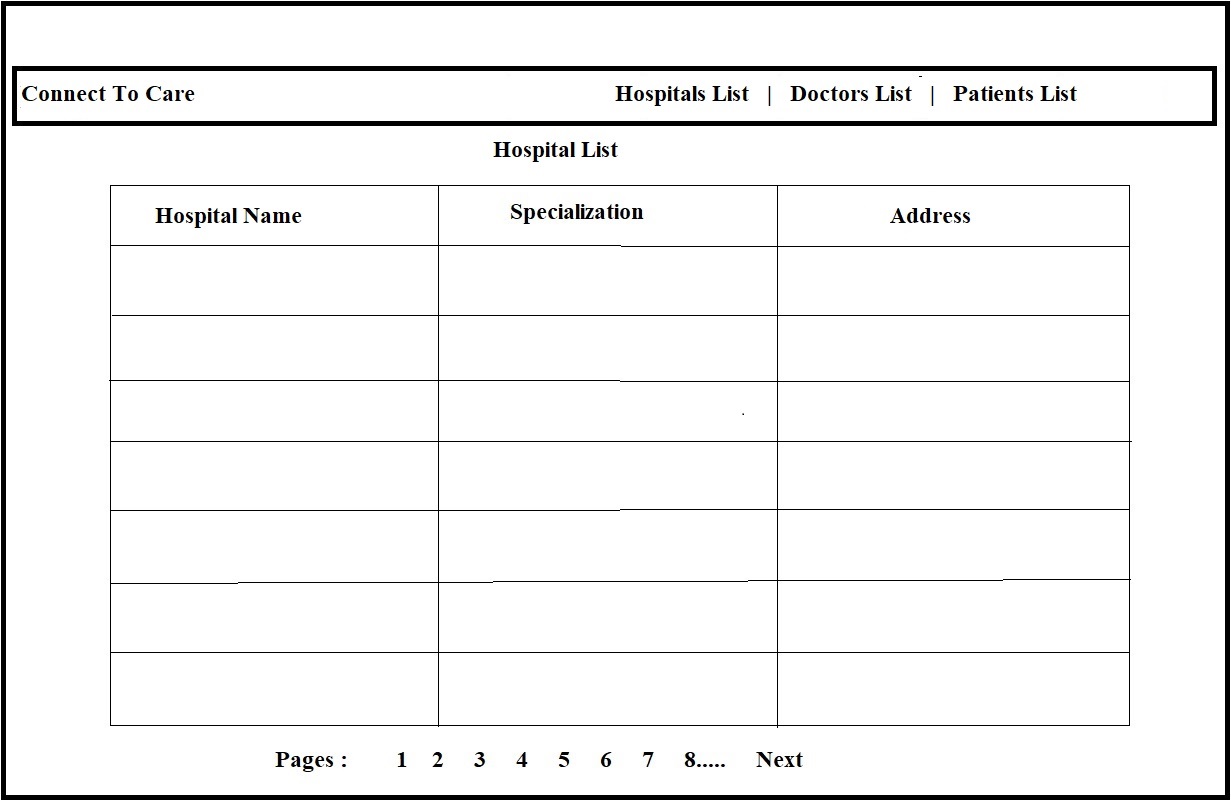 Connect To Care Hospitals List | Doctors List | Patients List
Hospital List
Hospital Name Specialization Address
Pages : 1 2 3 4 5 6 7 8..... Next